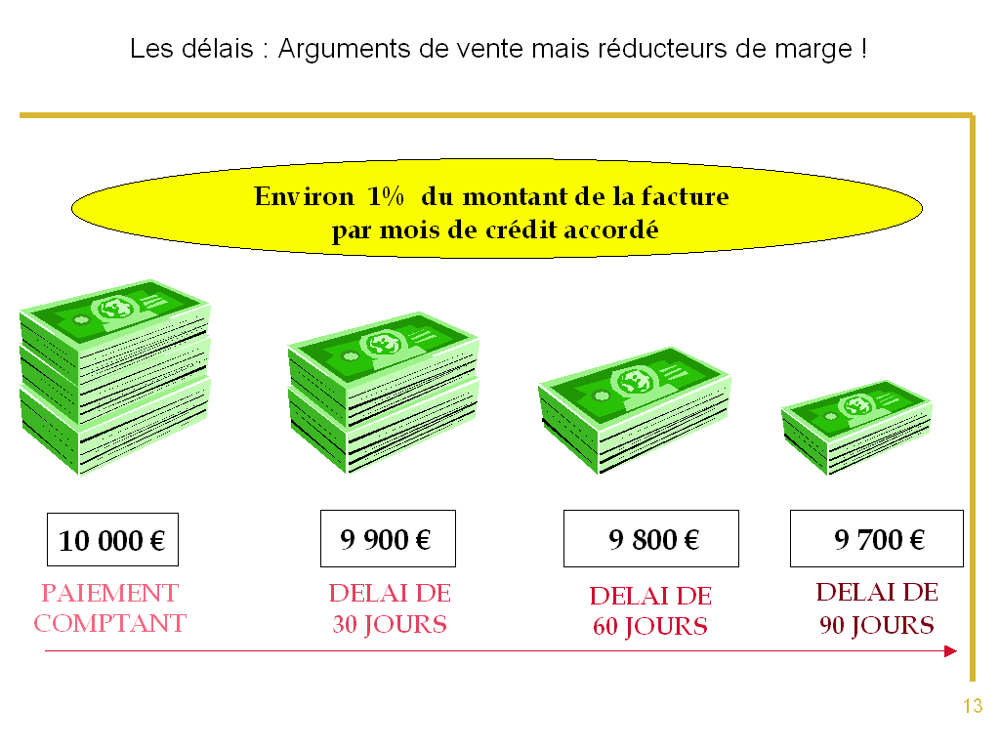 Les délais : Arguments de vente mais réducteurs de marge !
Environ 1% du montant de la facture
par mois de crédit accordé
10 000 €
9 900 €
9 800 €
9 700 €
PAIEMENT
COMPTANT
DELAI DE
30 JOURS
DELAI DE
60 JOURS
DELAI DE
90 JOURS
13